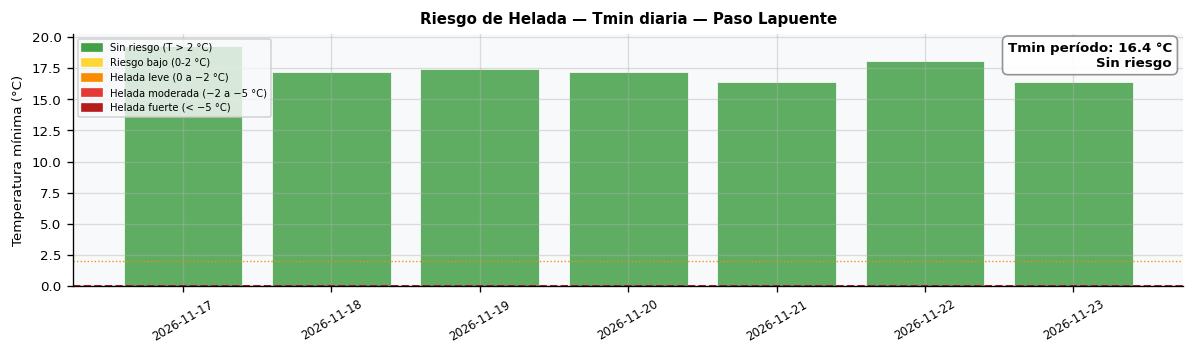 Riesgo de Helada — Tmin diaria — Paso Lapuente
Temperatura mínima (°C)
20.0
17.5
15.0
12.5
10.0
7.5
5.0
2.5
0.0
Sin riesgo (T > 2 °C)
Riesgo bajo (0-2 °C)
Helada leve (0 a −2 °C)
Helada moderada (−2 a −5 °C)
Helada fuerte (< −5 °C)
Tmin período: 16.4 °C
Sin riesgo
2026-11-17
2026-11-18
2026-11-19
2026-11-20
2026-11-21
2026-11-22
2026-11-23